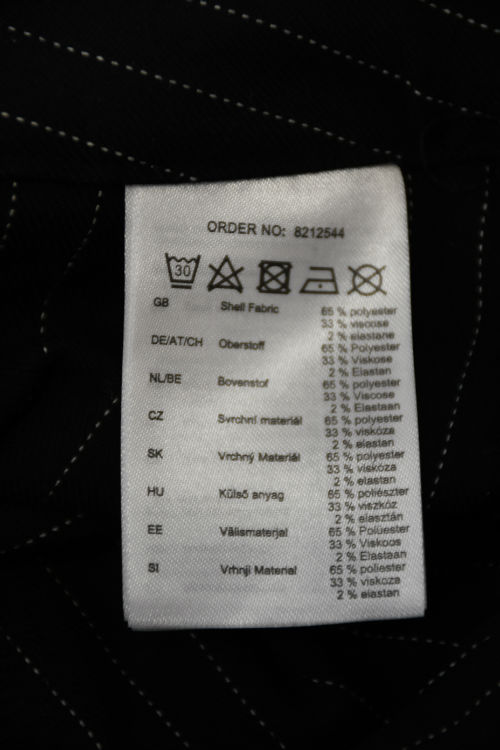 ORDER NO: 8212544
30
GB Shell Fabric 65 % polyester
33 % viscose
2 % elastane
DE/AT/CH Oberstoff 65 % Polyester
33 % Viskose
2 % Elastan
NL/BE Bovenstof 65 % polyester
33 % Viscose
2 % Elastaan
CZ Svrchní materiál 65 % polyester
33 % viskóza
2 % elastan
SK Vrchný Materiál 65 % polyester
33 % viskóza
2 % elastan
HU Külső anyag 65 % poliészter
33 % viszkóz
2 % elasztán
EE Välismaterjal 65 % Polüester
33 % Viskoos
2 % Elastaan
SI Vrhnji Material 65 % poliester
33 % viskoza
2 % elastan